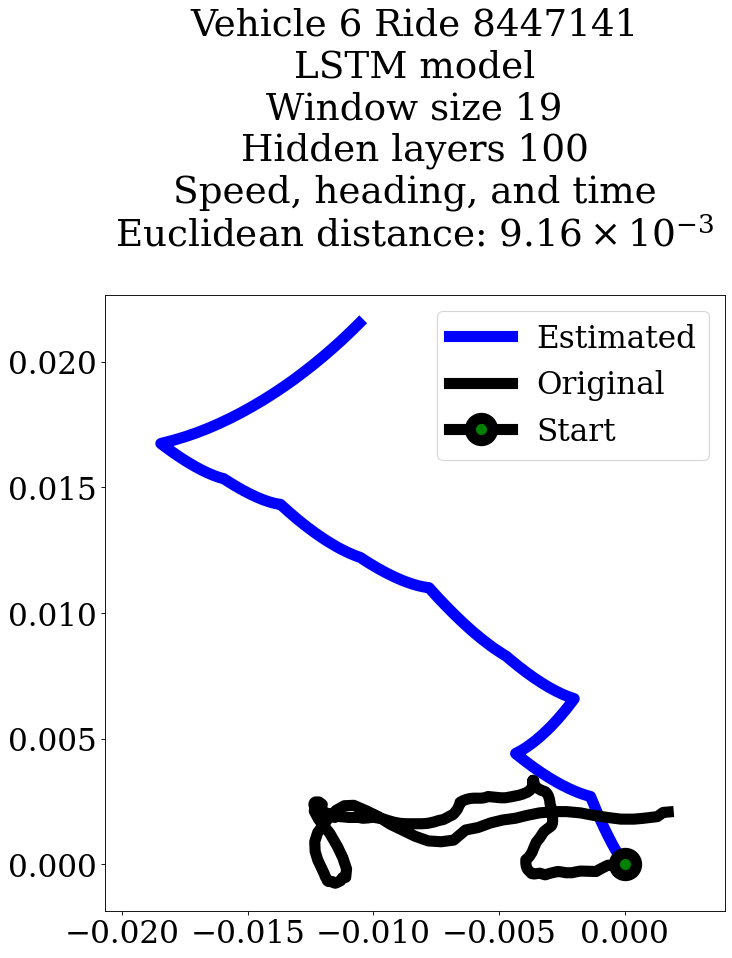 Vehicle 6 Ride 8447141
LSTM model
Window size 19
Hidden layers 100
Speed, heading, and time
Euclidean distance: 9.16 × 10⁻³
Estimated
Original
Start
0.020
0.015
0.010
0.005
0.000
−0.020 −0.015 −0.010 −0.005 0.000